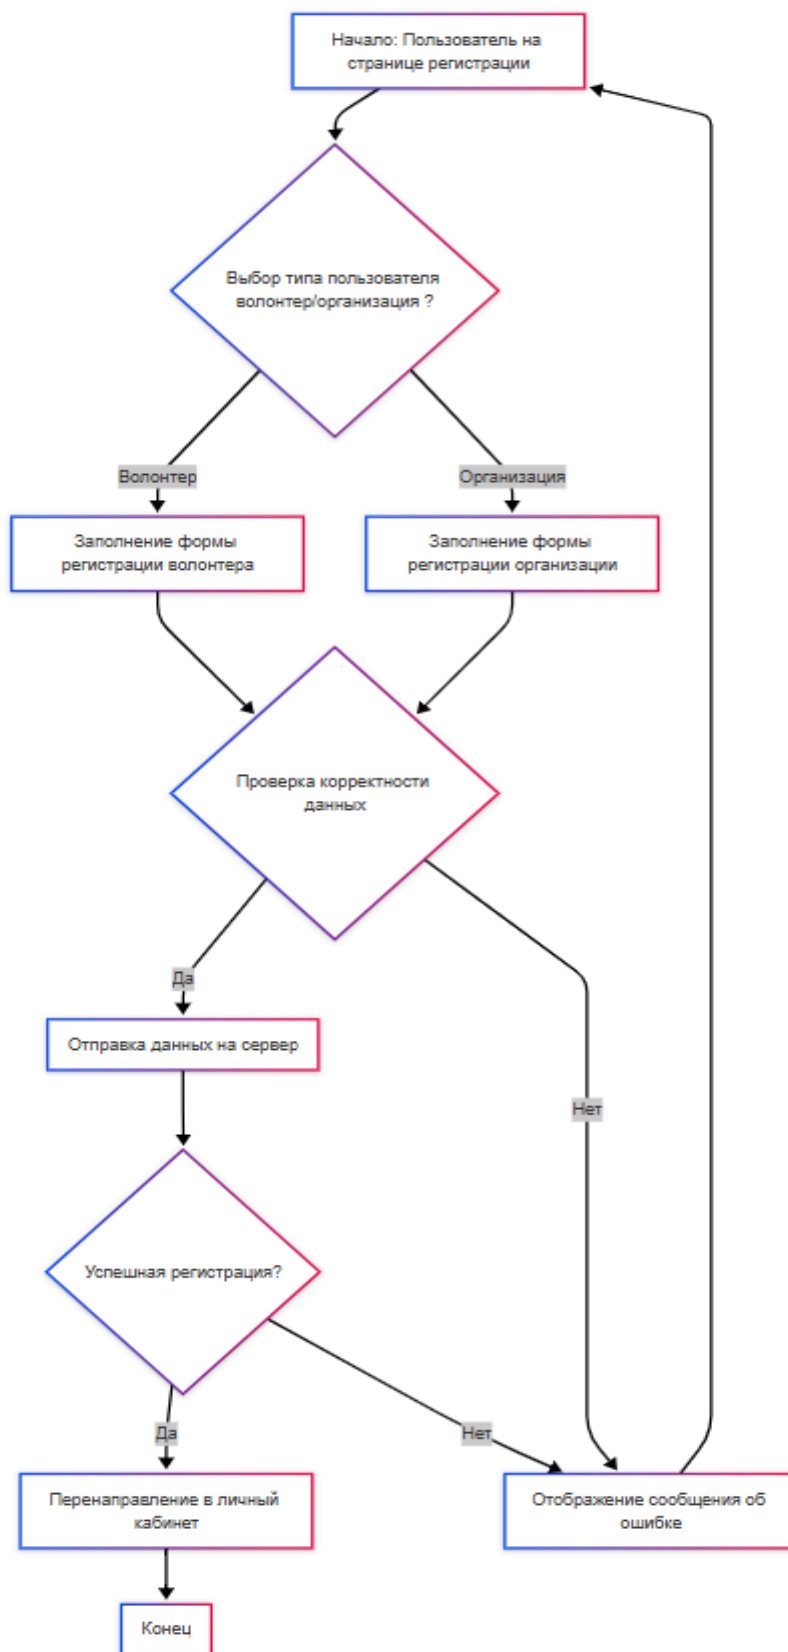 Начало: Пользователь на
странице регистрации
Выбор типа пользователя
волонтер/организация ?
Волонтер
Организация
Заполнение формы
регистрации волонтера
Заполнение формы
регистрации организации
Проверка корректности
данных
Да
Отправка данных на сервер
Нет
Успешная регистрация?
Да
Нет
Перенаправление в личный
кабинет
Отображение сообщения об
ошибке
Конец